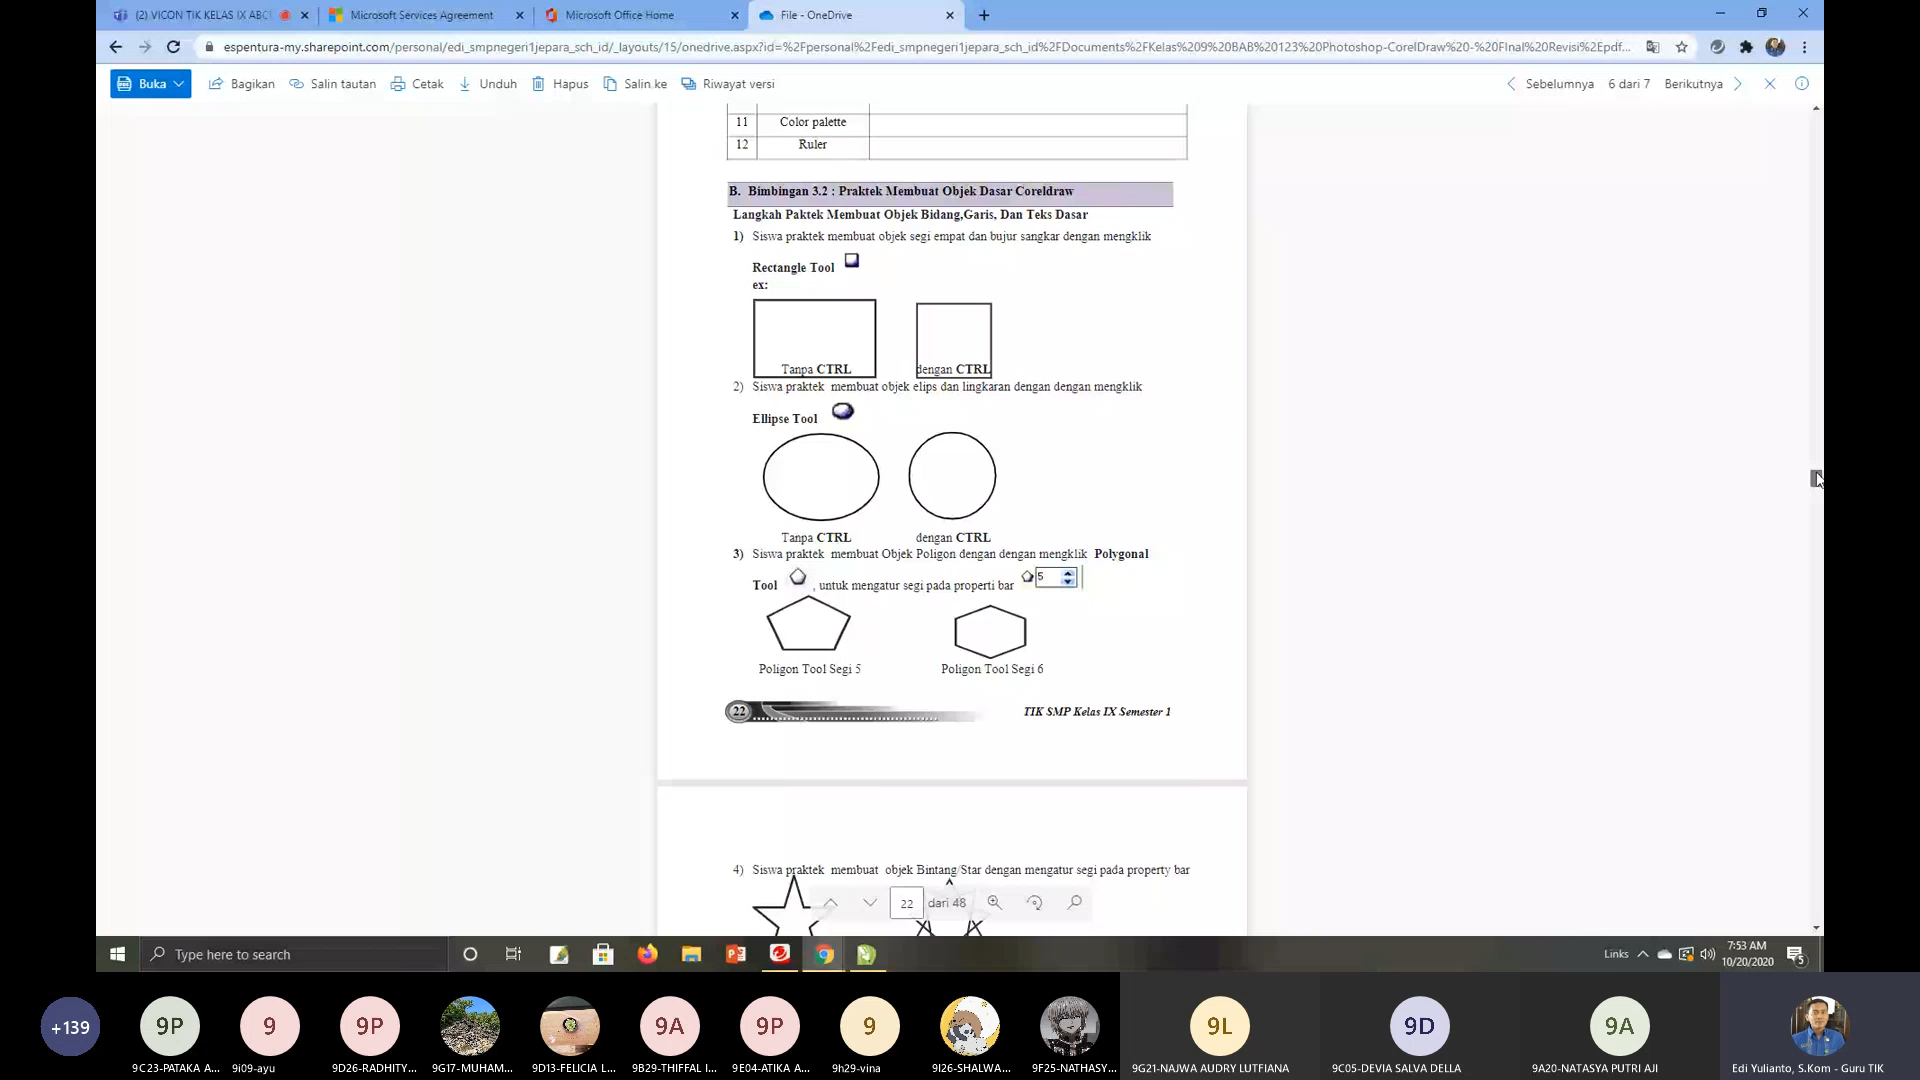 (2) VICON TIK KELAS IX ABC
Microsoft Services Agreement
Microsoft Office Home
File - OneDrive
espentura-my.sharepoint.com/personal/edi_smpnegeri1jepara_sch_id/_layouts/15/onedrive.aspx?id=%2Fpersonal%2Fedi_smpnegeri1jepara_sch_id%2FDocuments%2FKelas%209%20BAB%20123%20Photoshop-CorelDraw%20-%20FInal%20Revisi%2Epdf...
Buka
Bagikan
Salin tautan
Cetak
Unduh
Hapus
Salin ke
Riwayat versi
Sebelumnya
6 dari 7
Berikutnya
11 Color palette
12 Ruler
B. Bimbingan 3.2 : Praktek Membuat Objek Dasar Coreldraw
Langkah Paktek Membuat Objek Bidang,Garis, Dan Teks Dasar
1) Siswa praktek membuat objek segi empat dan bujur sangkar dengan mengklik
Rectangle Tool
ex:
Tanpa CTRL dengan CTRL
2) Siswa praktek membuat objek elips dan lingkaran dengan dengan mengklik
Ellipse Tool
Tanpa CTRL dengan CTRL
3) Siswa praktek membuat Objek Poligon dengan dengan mengklik Polygonal
Tool , untuk mengatur segi pada properti bar 5
Poligon Tool Segi 5 Poligon Tool Segi 6
22 TIK SMP Kelas IX Semester 1
4) Siswa praktek membuat objek Bintang/Star dengan mengatur segi pada property bar
22 dari 48
Type here to search
Links
7:53 AM
10/20/2020
5
+139
9P
9
9P
9A
9P
9
9L
9D
9A
9C23-PATAKA A...
9i09-ayu
9D26-RADHITY...
9G17-MUHAM...
9D13-FELICIA L...
9B29-THIFFAL I...
9E04-ATIKA A...
9h29-vina
9I26-SHALWA...
9F25-NATHASY...
9G21-NAJWA AUDRY LUTFIANA
9C05-DEVIA SALVA DELLA
9A20-NATASYA PUTRI AJI
Edi Yulianto, S.Kom - Guru TIK